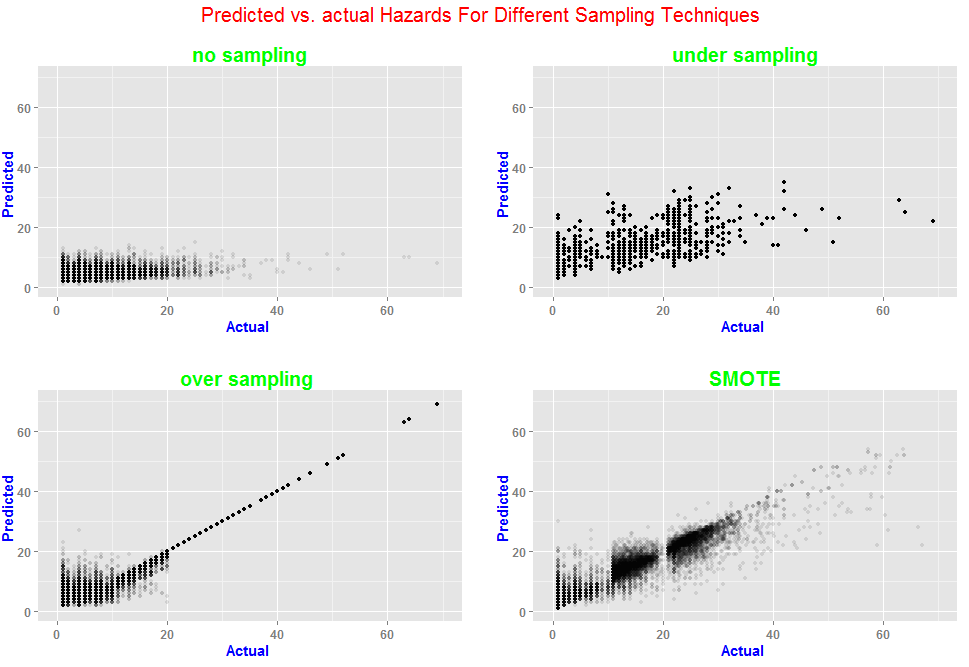 Predicted vs. actual Hazards For Different Sampling Techniques
no sampling
under sampling
Predicted
60
40
20
0
0 20 40 60
Actual
Predicted
60
40
20
0
0 20 40 60
Actual
over sampling
SMOTE
Predicted
60
40
20
0
0 20 40 60
Actual
Predicted
60
40
20
0
0 20 40 60
Actual